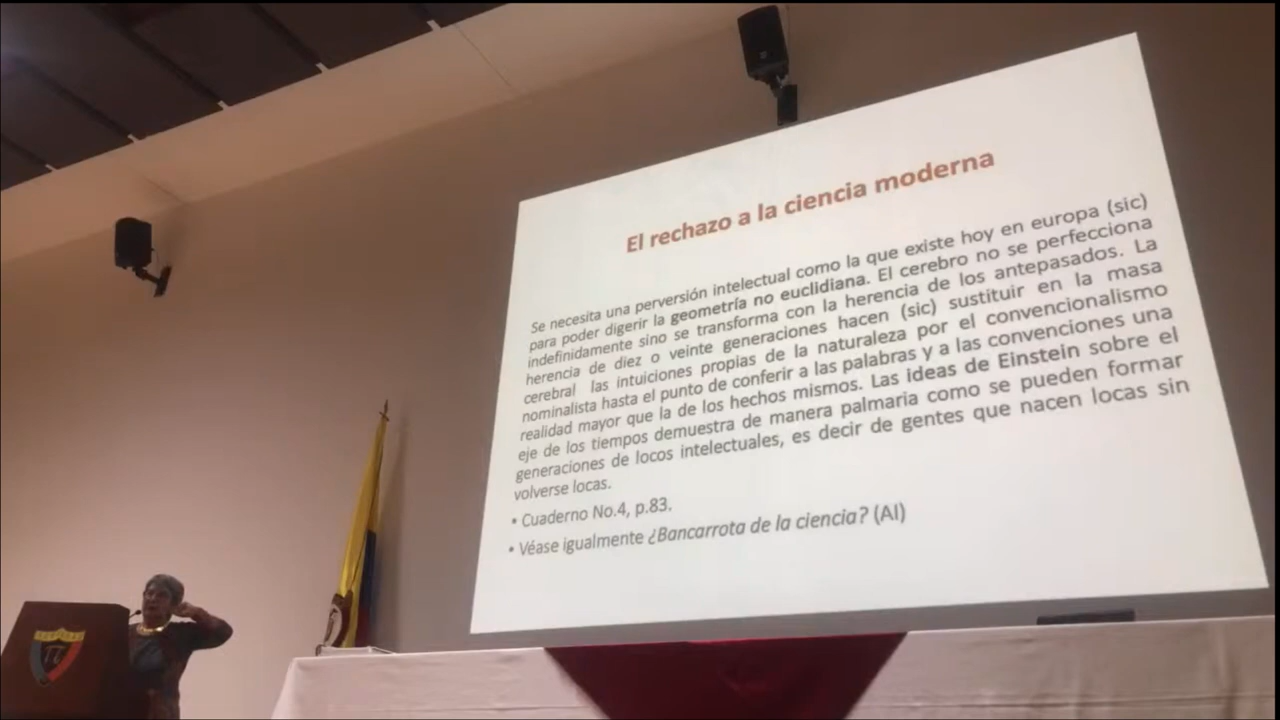 El rechazo a la ciencia moderna
Se necesita una perversión intelectual como la que existe hoy en europa (sic)
para poder digerir la geometría no euclidiana. El cerebro no se perfecciona
indefinidamente sino se transforma con la herencia de los antepasados. La
herencia de diez o veinte generaciones hacen (sic) sustituir en la masa
cerebral las intuiciones propias de la naturaleza por el convencionalismo
nominalista hasta el punto de conferir a las palabras y a las convenciones una
realidad mayor que la de los hechos mismos. Las ideas de Einstein sobre el
eje de los tiempos demuestra de manera palmaria como se pueden formar
generaciones de locos intelectuales, es decir de gentes que nacen locas sin
volverse locas.
• Cuaderno No.4, p.83.
• Véase igualmente ¿Bancarrota de la ciencia? (AI)
π